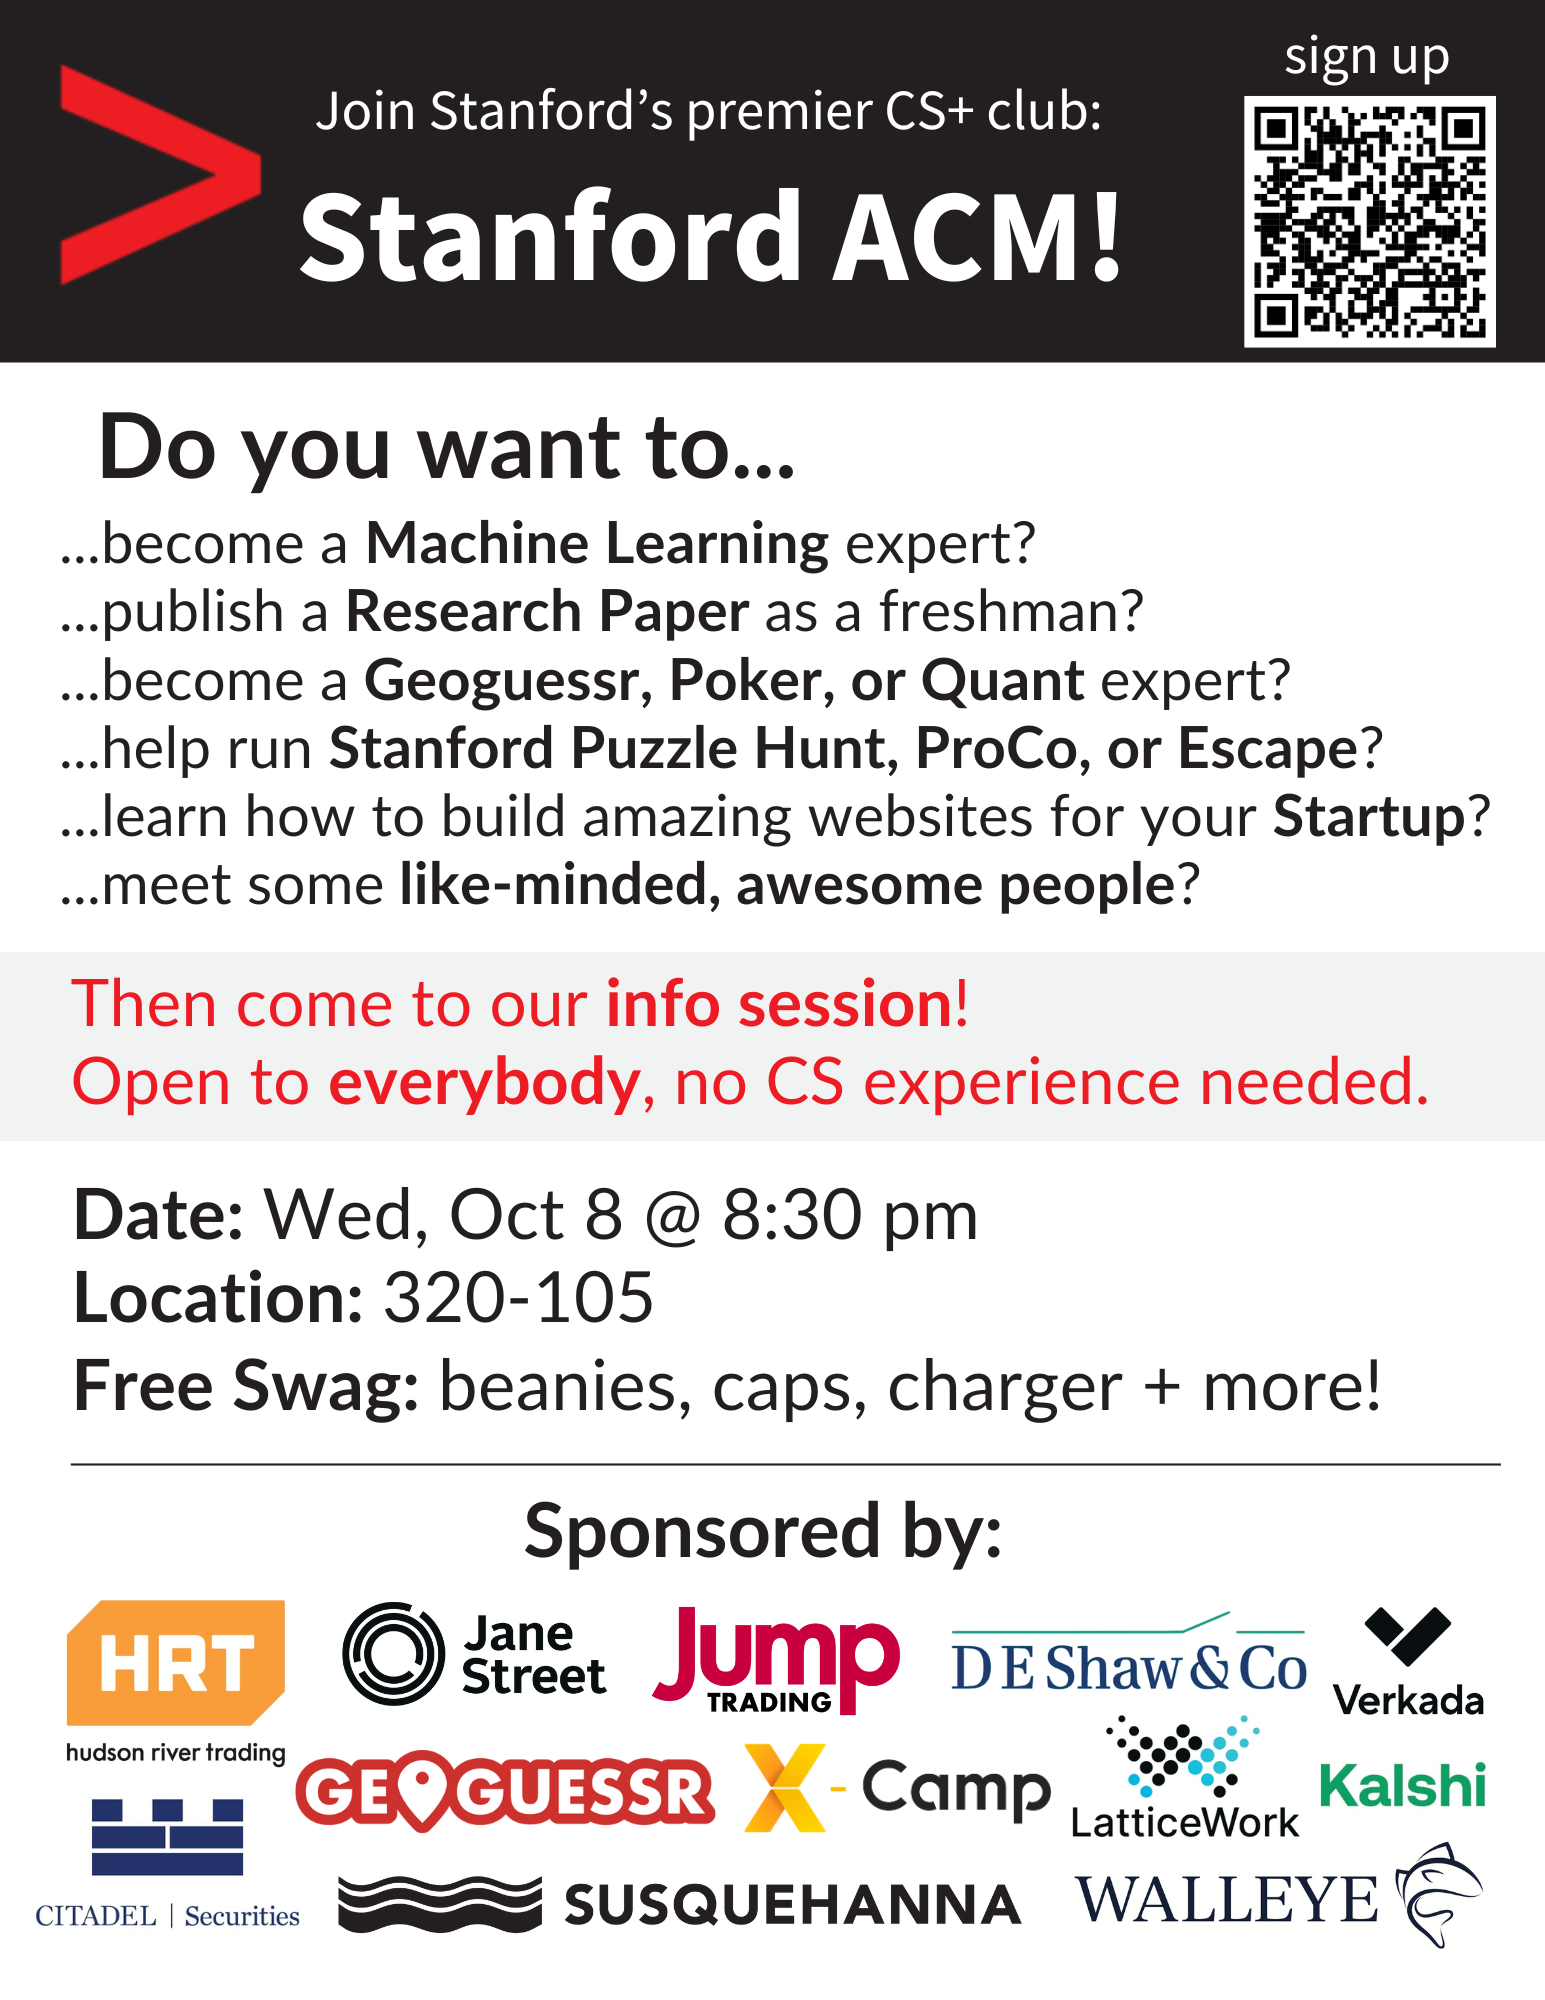 sign up
Join Stanford's premier CS+ club:
Stanford ACM!
Do you want to...
...become a Machine Learning expert?
...publish a Research Paper as a freshman?
...become a Geoguessr, Poker, or Quant expert?
...help run Stanford Puzzle Hunt, ProCo, or Escape?
...learn how to build amazing websites for your Startup?
...meet some like-minded, awesome people?
Then come to our info session!
Open to everybody, no CS experience needed.
Date: Wed, Oct 8 @ 8:30 pm
Location: 320-105
Free Swag: beanies, caps, charger + more!
Sponsored by:
HRT
hudson river trading
Jane
Street
Jump
TRADING
D E Shaw & Co
Verkada
GEOGUESSR
X - Camp
LatticeWork
Kalshi
CITADEL | Securities
SUSQUEHANNA
WALLEYE